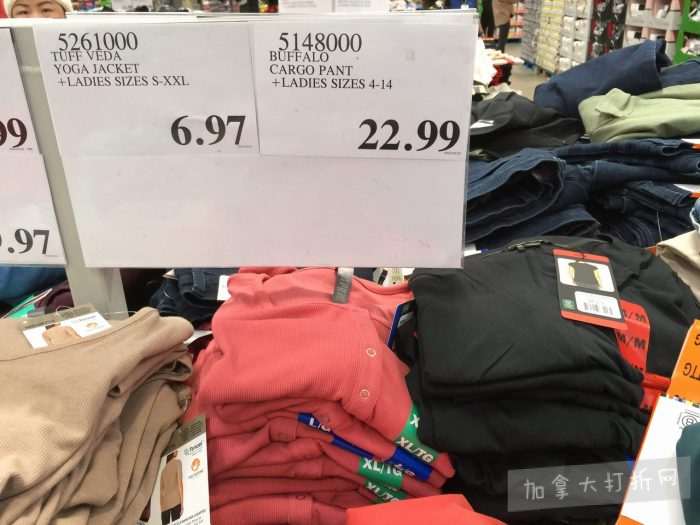 5261000
TUFF VEDA
YOGA JACKET
+LADIES SIZES S-XXL
6.97
5148000
BUFFALO
CARGO PANT
+LADIES SIZES 4-14
22.99
99
.97
M/M
M/M
XL/TG
XL/TG
加拿大打折网